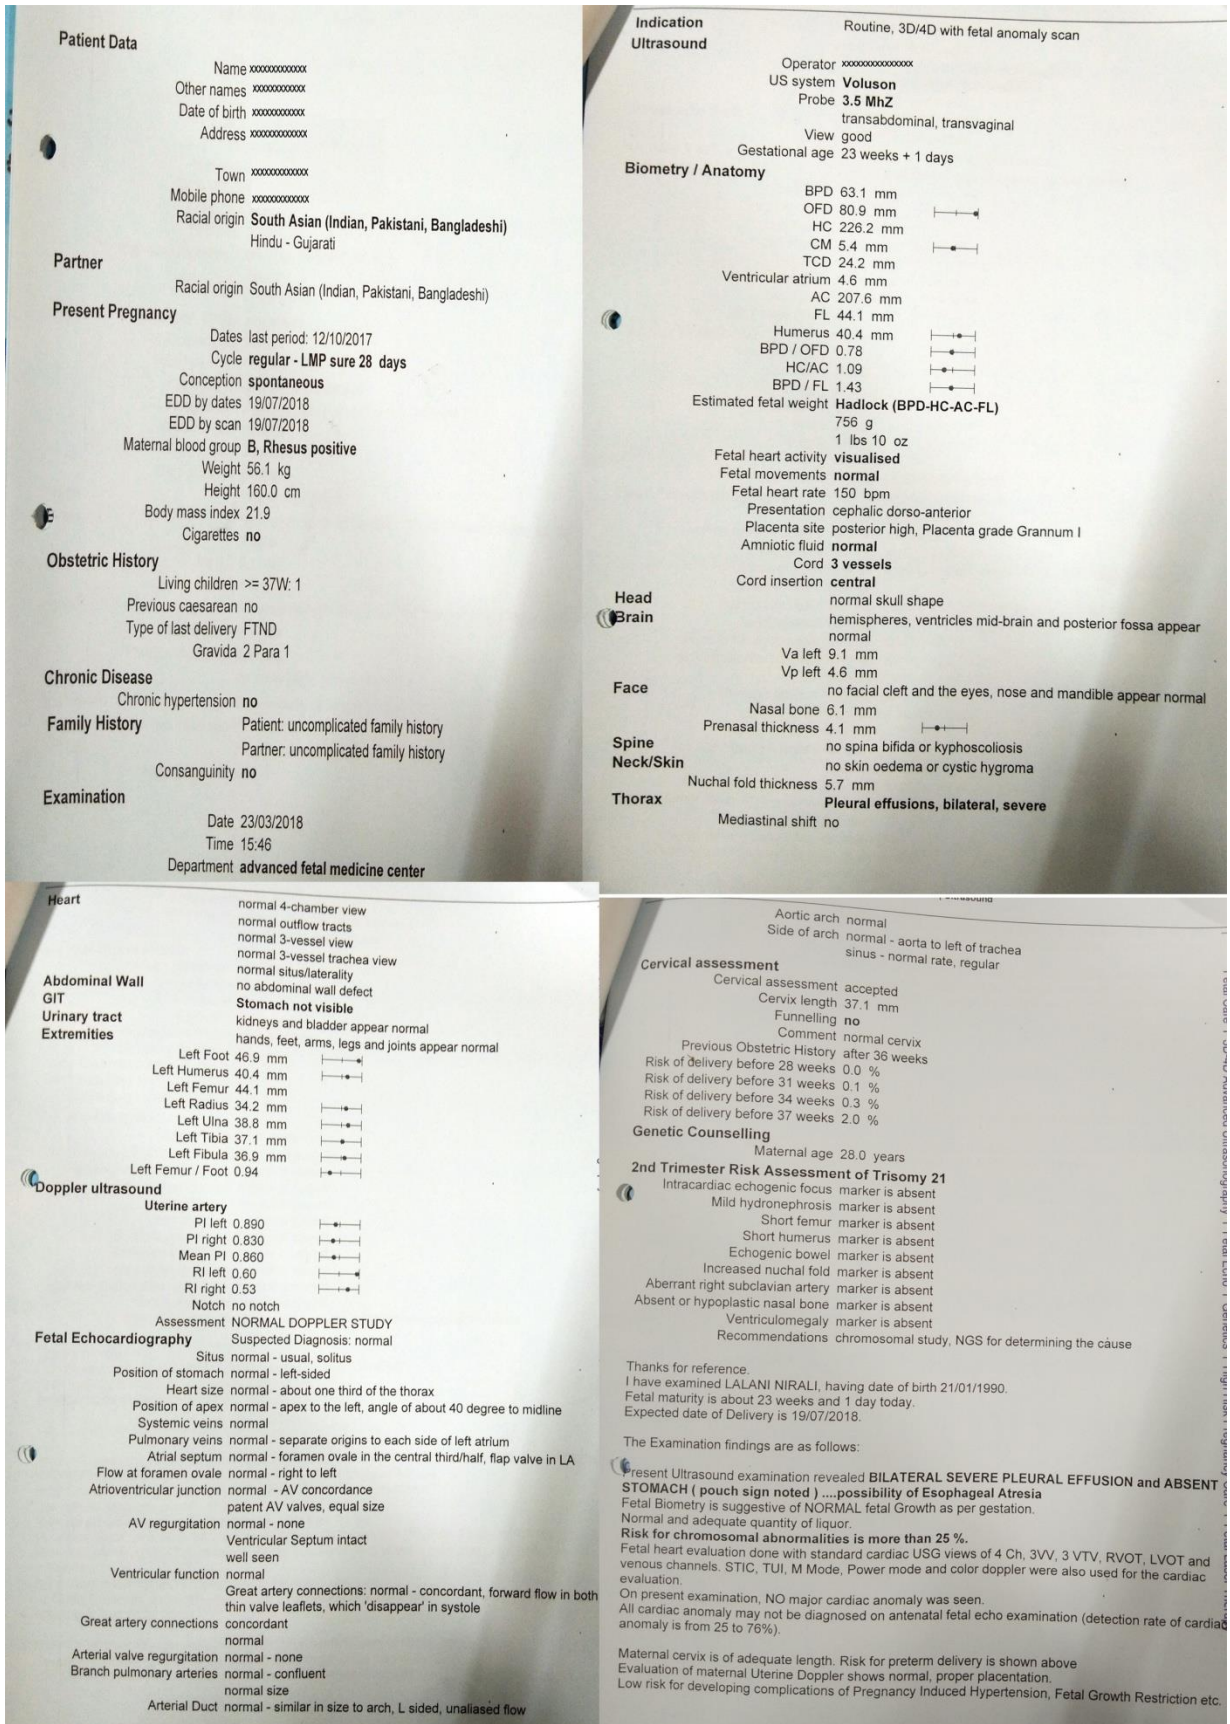 Patient Data
Name xxxxxxxxxxxxx
Other names xxxxxxxxxxxx
Date of birth xxxxxxxxxxxx
Address xxxxxxxxxxxxx
Town xxxxxxxxxxxxx
Mobile phone xxxxxxxxxxxxx
Racial origin South Asian (Indian, Pakistani, Bangladeshi)
Hindu - Gujarati
Partner
Racial origin South Asian (Indian, Pakistani, Bangladeshi)
Present Pregnancy
Dates last period: 12/10/2017
Cycle regular - LMP sure 28 days
Conception spontaneous
EDD by dates 19/07/2018
EDD by scan 19/07/2018
Maternal blood group B, Rhesus positive
Weight 56.1 kg
Height 160.0 cm
Body mass index 21.9
Cigarettes no
Obstetric History
Living children >= 37W: 1
Previous caesarean no
Type of last delivery FTND
Gravida 2 Para 1
Chronic Disease
Chronic hypertension no
Family History Patient: uncomplicated family history
Partner: uncomplicated family history
Consanguinity no
Examination
Date 23/03/2018
Time 15:46
Department advanced fetal medicine center
Indication Routine, 3D/4D with fetal anomaly scan
Ultrasound
Operator xxxxxxxxxxxxxxx
US system Voluson
Probe 3.5 MhZ
transabdominal, transvaginal
View good
Gestational age 23 weeks + 1 days
Biometry / Anatomy
BPD 63.1 mm
OFD 80.9 mm
HC 226.2 mm
CM 5.4 mm
TCD 24.2 mm
Ventricular atrium 4.6 mm
AC 207.6 mm
FL 44.1 mm
Humerus 40.4 mm
BPD / OFD 0.78
HC/AC 1.09
BPD / FL 1.43
Estimated fetal weight Hadlock (BPD-HC-AC-FL)
756 g
1 lbs 10 oz
Fetal heart activity visualised
Fetal movements normal
Fetal heart rate 150 bpm
Presentation cephalic dorso-anterior
Placenta site posterior high, Placenta grade Grannum I
Amniotic fluid normal
Cord 3 vessels
Cord insertion central
Head normal skull shape
Brain hemispheres, ventricles mid-brain and posterior fossa appear
normal
Va left 9.1 mm
Vp left 4.6 mm
Face no facial cleft and the eyes, nose and mandible appear normal
Nasal bone 6.1 mm
Prenasal thickness 4.1 mm
Spine no spina bifida or kyphoscoliosis
Neck/Skin no skin oedema or cystic hygroma
Nuchal fold thickness 5.7 mm
Thorax Pleural effusions, bilateral, severe
Mediastinal shift no
Heart normal 4-chamber view
normal outflow tracts
normal 3-vessel view
normal 3-vessel trachea view
normal situs/laterality
Abdominal Wall no abdominal wall defect
GIT Stomach not visible
Urinary tract kidneys and bladder appear normal
Extremities hands, feet, arms, legs and joints appear normal
Left Foot 46.9 mm
Left Humerus 40.4 mm
Left Femur 44.1 mm
Left Radius 34.2 mm
Left Ulna 38.8 mm
Left Tibia 37.1 mm
Left Fibula 36.9 mm
Left Femur / Foot 0.94
Doppler ultrasound
Uterine artery
PI left 0.890
PI right 0.830
Mean PI 0.860
RI left 0.60
RI right 0.53
Notch no notch
Assessment NORMAL DOPPLER STUDY
Fetal Echocardiography Suspected Diagnosis: normal
Situs normal - usual, solitus
Position of stomach normal - left-sided
Heart size normal - about one third of the thorax
Position of apex normal - apex to the left, angle of about 40 degree to midline
Systemic veins normal
Pulmonary veins normal - separate origins to each side of left atrium
Atrial septum normal - foramen ovale in the central third/half, flap valve in LA
Flow at foramen ovale normal - right to left
Atrioventricular junction normal - AV concordance
patent AV valves, equal size
AV regurgitation normal - none
Ventricular Septum intact
well seen
Ventricular function normal
Great artery connections: normal - concordant, forward flow in both
thin valve leaflets, which 'disappear' in systole
Great artery connections concordant
normal
Arterial valve regurgitation normal - none
Branch pulmonary arteries normal - confluent
normal size
Arterial Duct normal - similar in size to arch, L sided, unaliased flow
Aortic arch normal
Side of arch normal - aorta to left of trachea
sinus - normal rate, regular
Cervical assessment
Cervical assessment accepted
Cervix length 37.1 mm
Funnelling no
Comment normal cervix
Previous Obstetric History after 36 weeks
Risk of delivery before 28 weeks 0.0 %
Risk of delivery before 31 weeks 0.1 %
Risk of delivery before 34 weeks 0.3 %
Risk of delivery before 37 weeks 2.0 %
Genetic Counselling
Maternal age 28.0 years
2nd Trimester Risk Assessment of Trisomy 21
Intracardiac echogenic focus marker is absent
Mild hydronephrosis marker is absent
Short femur marker is absent
Short humerus marker is absent
Echogenic bowel marker is absent
Increased nuchal fold marker is absent
Aberrant right subclavian artery marker is absent
Absent or hypoplastic nasal bone marker is absent
Ventriculomegaly marker is absent
Recommendations chromosomal study, NGS for determining the cause
Thanks for reference.
I have examined LALANI NIRALI, having date of birth 21/01/1990.
Fetal maturity is about 23 weeks and 1 day today.
Expected date of Delivery is 19/07/2018.
The Examination findings are as follows:
Present Ultrasound examination revealed BILATERAL SEVERE PLEURAL EFFUSION and ABSENT
STOMACH ( pouch sign noted ) ....possibility of Esophageal Atresia
Fetal Biometry is suggestive of NORMAL fetal Growth as per gestation.
Normal and adequate quantity of liquor.
Risk for chromosomal abnormalities is more than 25 %.
Fetal heart evaluation done with standard cardiac USG views of 4 Ch, 3VV, 3 VTV, RVOT, LVOT and
venous channels. STIC, TUI, M Mode, Power mode and color doppler were also used for the cardiac
evaluation.
On present examination, NO major cardiac anomaly was seen.
All cardiac anomaly may not be diagnosed on antenatal fetal echo examination (detection rate of cardiac
anomaly is from 25 to 76%).
Maternal cervix is of adequate length. Risk for preterm delivery is shown above
Evaluation of maternal Uterine Doppler shows normal, proper placentation.
Low risk for developing complications of Pregnancy Induced Hypertension, Fetal Growth Restriction etc.